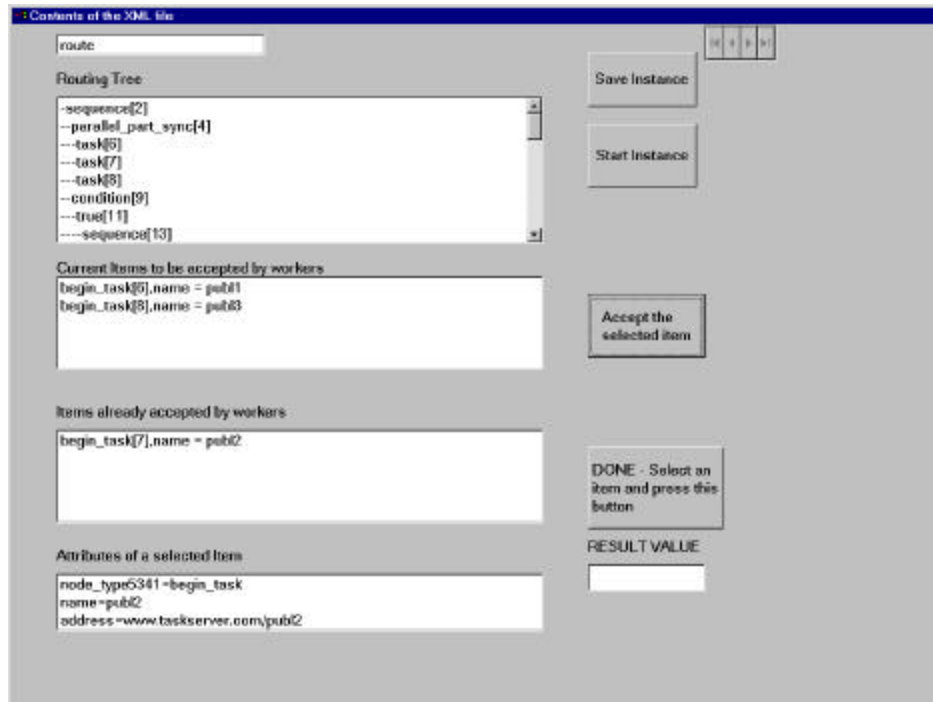 Contents of the XML file
route
Routing Tree
-sequence[2]
--parallel_part_sync[4]
---task[6]
---task[7]
---task[8]
--condition[9]
---true[11]
----sequence[13]
Save Instance
Start Instance
Current Items to be accepted by workers
begin_task[6],name = publ1
begin_task[8],name = publ3
Accept the
selected item
Items already accepted by workers
begin_task[7],name = publ2
DONE - Select an
item and press this
button
RESULT VALUE
Attributes of a selected Item
node_type5341=begin_task
name=publ2
address=www.taskserver.com/publ2